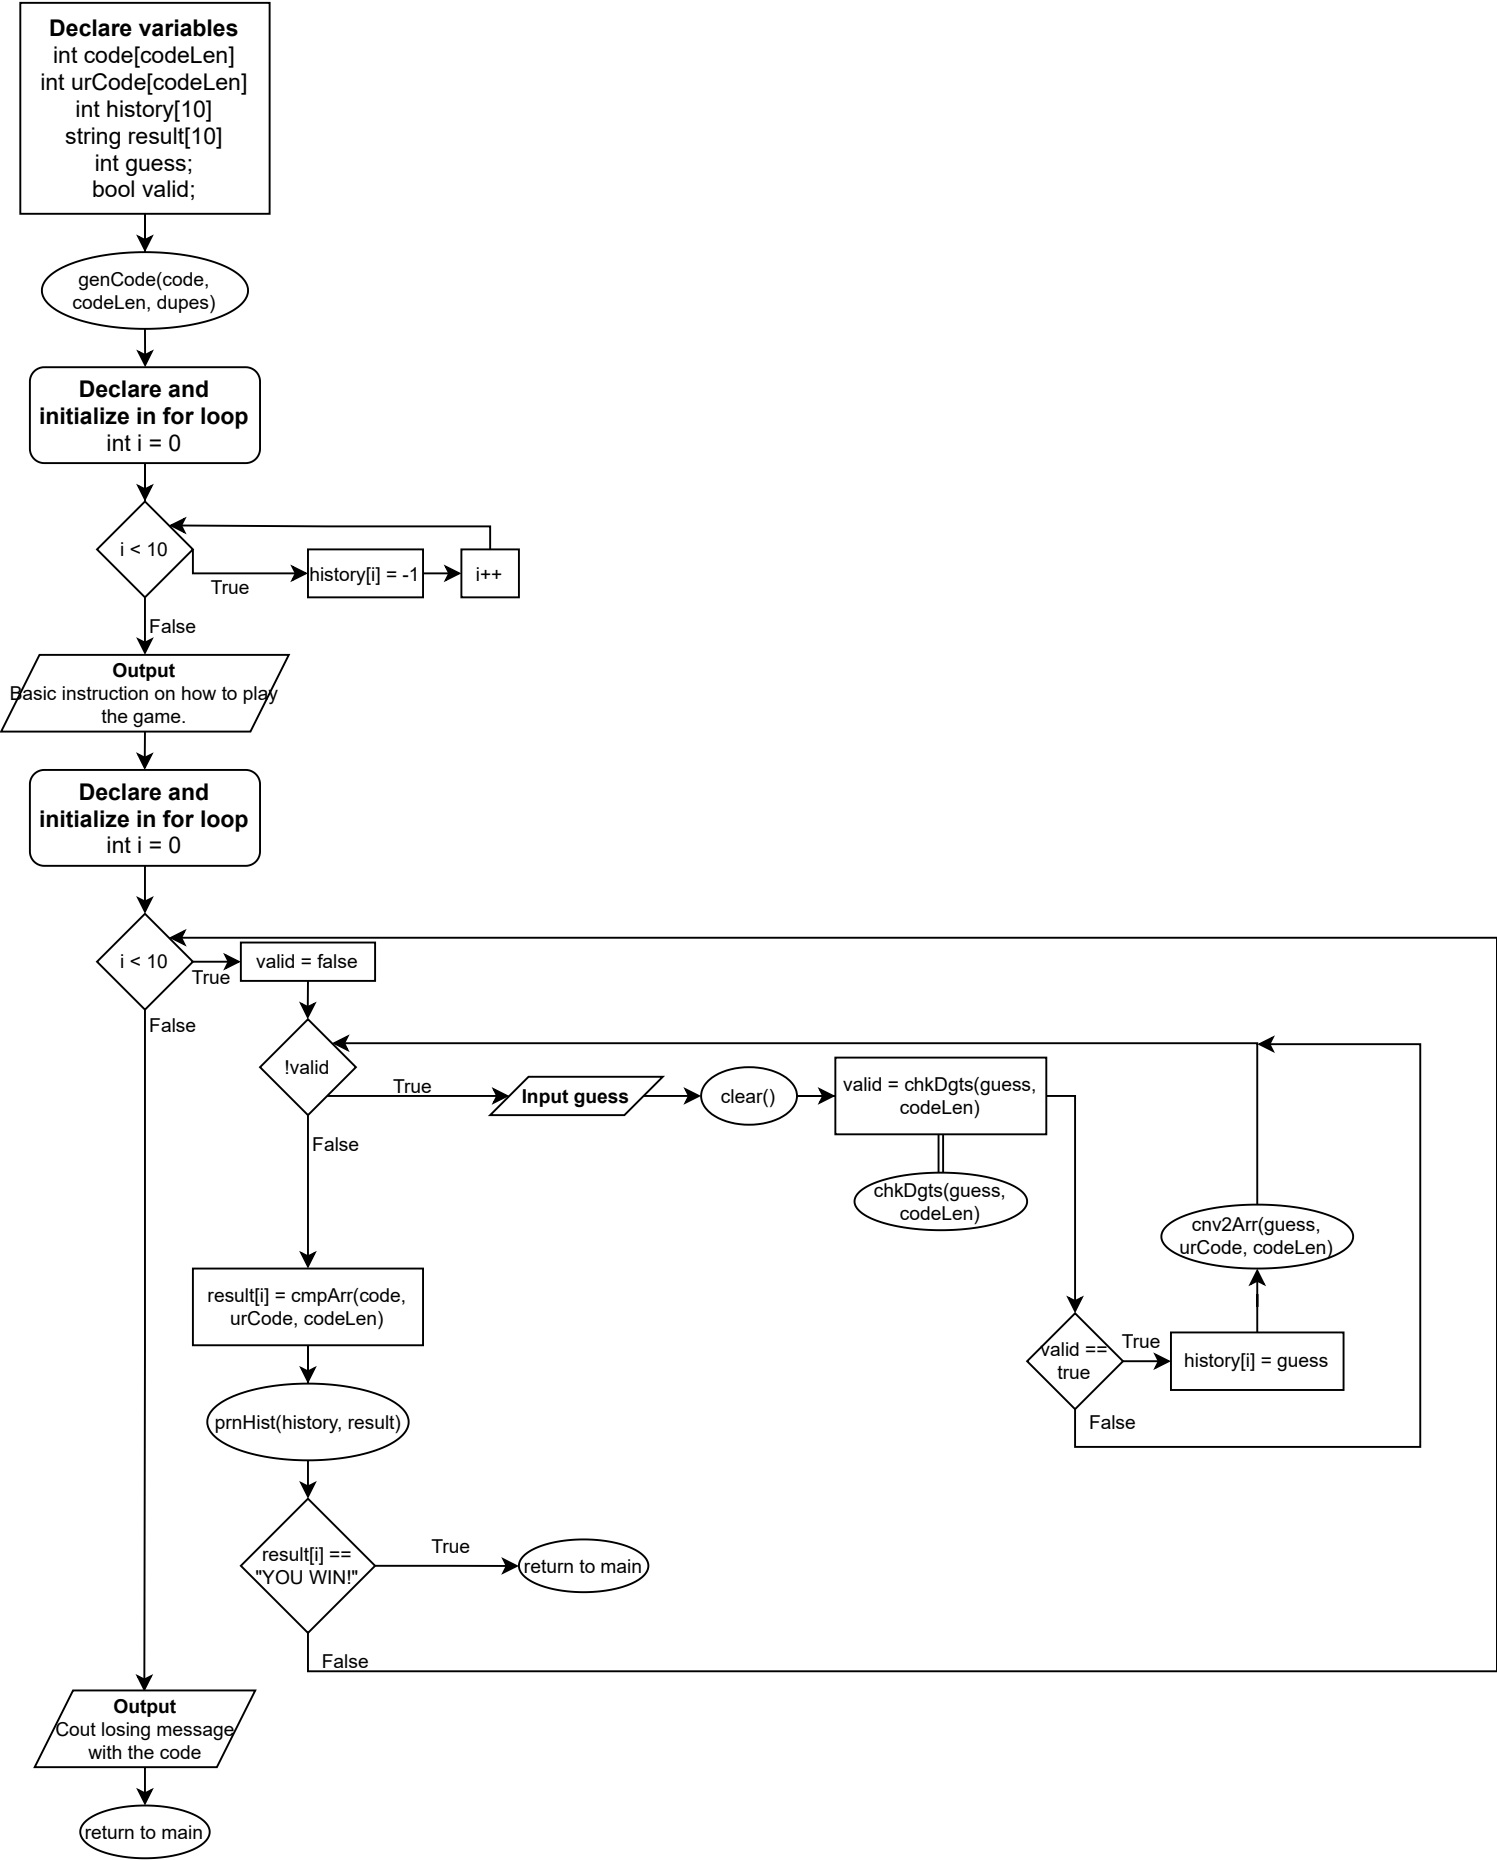 Declare variables
int code[codeLen]
int urCode[codeLen]
int history[10]
string result[10]
int guess;
bool valid;
genCode(code,
codeLen, dupes)
Declare and
initialize in for loop
int i = 0
i < 10
True
history[i] = -1
i++
False
Output
Basic instruction on how to play
the game.
Declare and
initialize in for loop
int i = 0
i < 10
True
valid = false
False
!valid
True
Input guess
clear()
valid = chkDgts(guess,
codeLen)
False
chkDgts(guess,
codeLen)
cnv2Arr(guess,
urCode, codeLen)
result[i] = cmpArr(code,
urCode, codeLen)
valid ==
true
True
history[i] = guess
False
prnHist(history, result)
result[i] ==
"YOU WIN!"
True
return to main
False
Output
Cout losing message
with the code
return to main